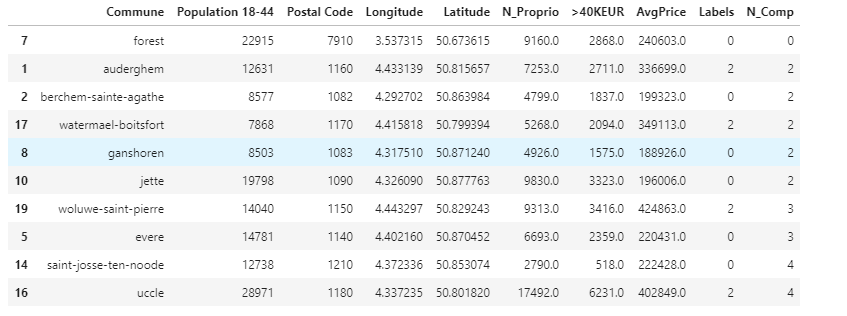 Commune Population 18-44 Postal Code Longitude Latitude N_Proprio >40KEUR AvgPrice Labels N_Comp
7 forest 22915 7910 3.537315 50.673615 9160.0 2868.0 240603.0 0 0
1 auderghem 12631 1160 4.433139 50.815657 7253.0 2711.0 336699.0 2 2
2 berchem-sainte-agathe 8577 1082 4.292702 50.863984 4799.0 1837.0 199323.0 0 2
17 watermael-boitsfort 7868 1170 4.415818 50.799394 5268.0 2094.0 349113.0 2 2
8 ganshoren 8503 1083 4.317510 50.871240 4926.0 1575.0 188926.0 0 2
10 jette 19798 1090 4.326090 50.877763 9830.0 3323.0 196006.0 0 2
19 woluwe-saint-pierre 14040 1150 4.443297 50.829243 9313.0 3416.0 424863.0 2 3
5 evere 14781 1140 4.402160 50.870452 6693.0 2359.0 220431.0 0 3
14 saint-josse-ten-noode 12738 1210 4.372336 50.853074 2790.0 518.0 222428.0 0 4
16 uccle 28971 1180 4.337235 50.801820 17492.0 6231.0 402849.0 2 4